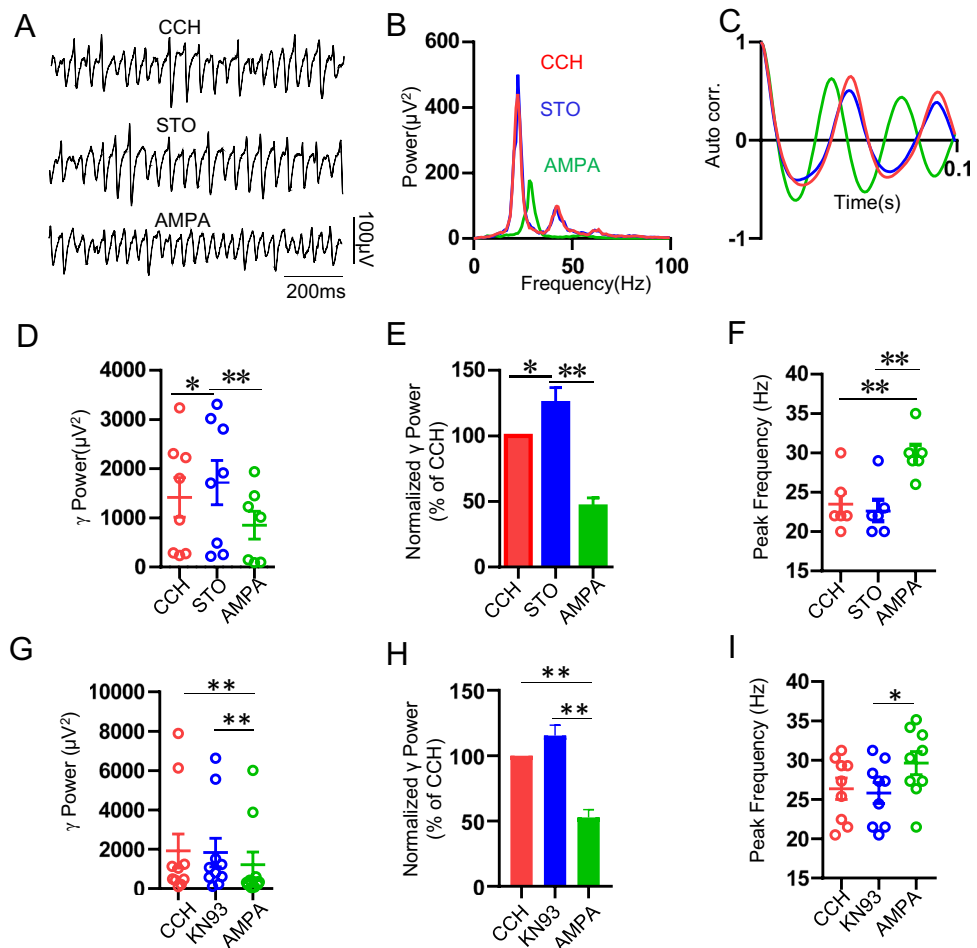 A
CCH
STO
AMPA
100μV
200ms
B
600
400
200
0
Power(μV²)
CCH
STO
AMPA
0
50
100
Frequency(Hz)
C
1
0
-1
Auto corr.
0.1
Time(s)
D
4000
3000
2000
1000
0
γ Power(μV²)
*
**
CCH
STO
AMPA
E
150
100
50
0
Normalized γ Power
(% of CCH)
*
**
CCH
STO
AMPA
F
40
35
30
25
20
15
Peak Frequency (Hz)
**
**
CCH
STO
AMPA
G
10000
8000
6000
4000
2000
0
γ Power (μV²)
**
**
CCH
KN93
AMPA
H
150
100
50
0
Normalized γ Power
(% of CCH)
**
**
CCH
KN93
AMPA
I
40
35
30
25
20
15
Peak Frequency (Hz)
*
CCH
KN93
AMPA